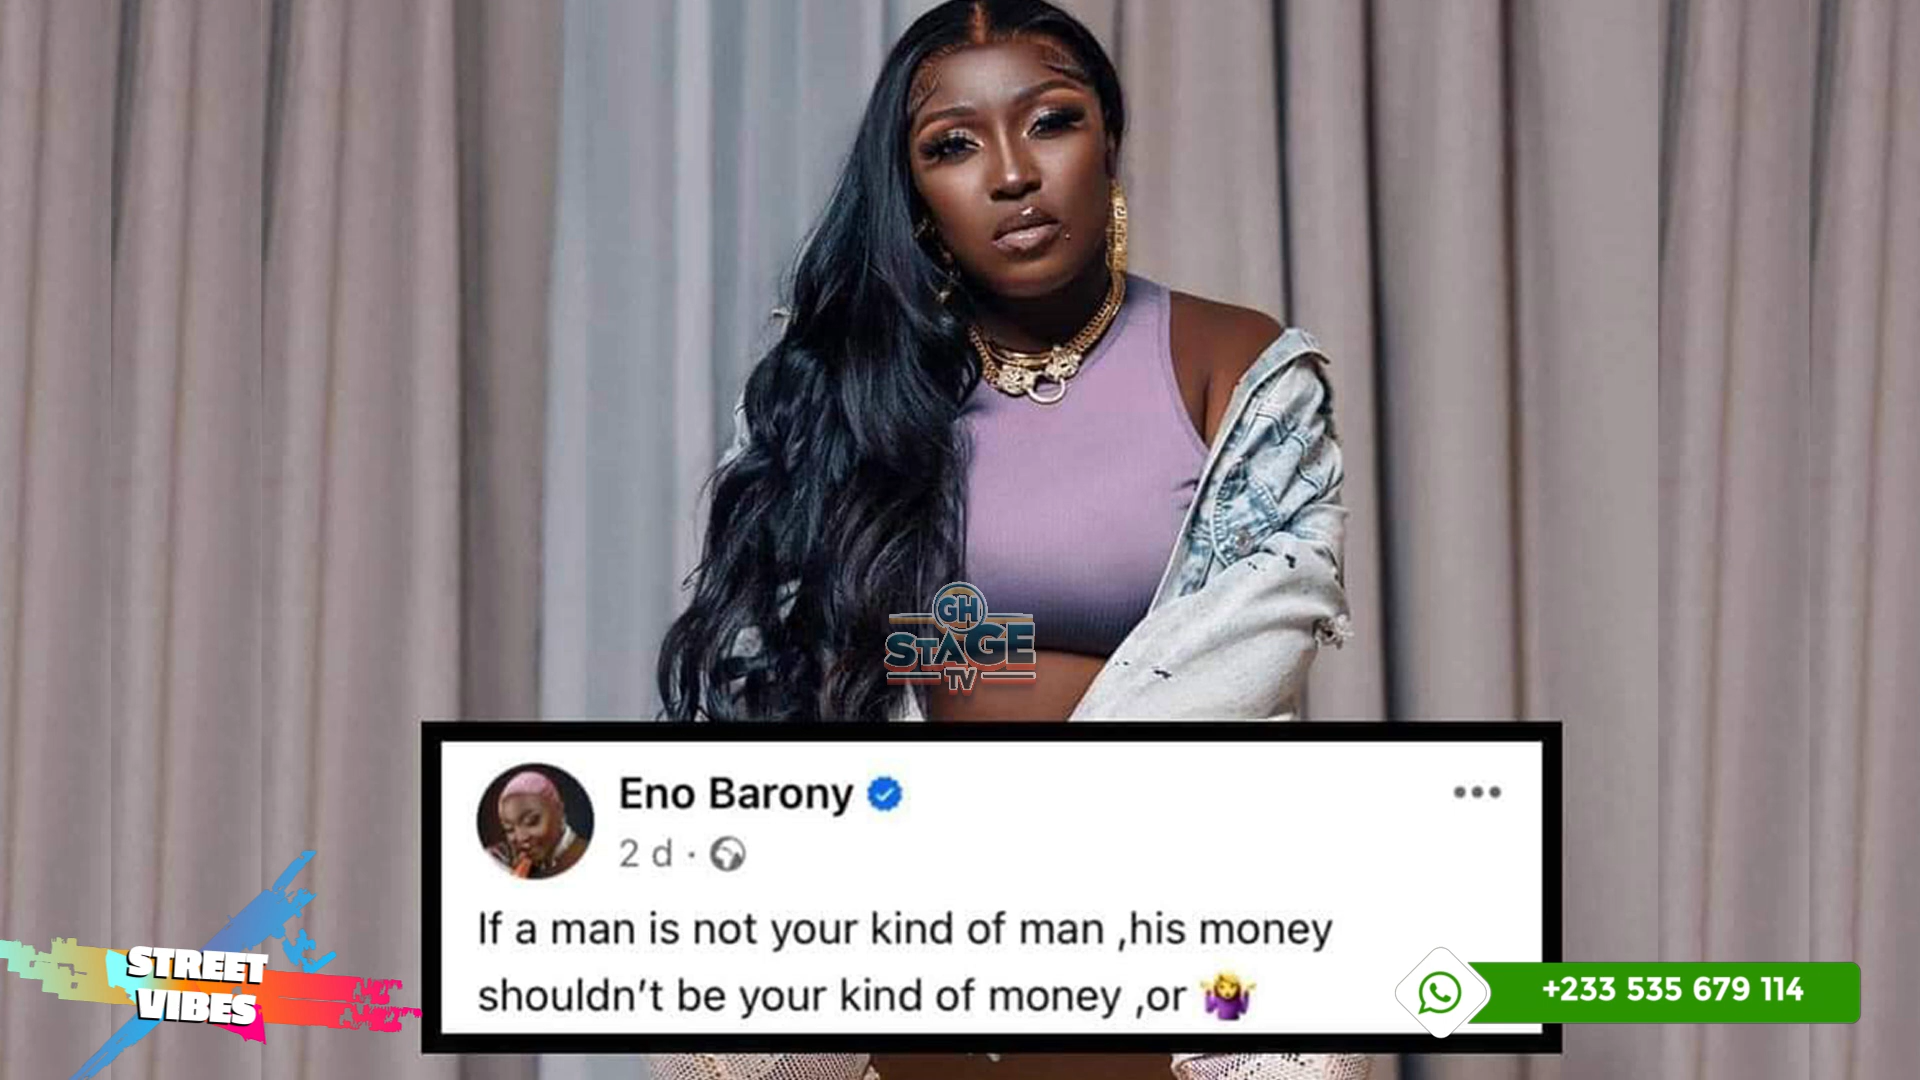 GH
STAGE
TV
Eno Barony
2 d ·
If a man is not your kind of man ,his money
shouldn't be your kind of money ,or 🤷‍♀️
STREET
VIBES
+233 535 679 114